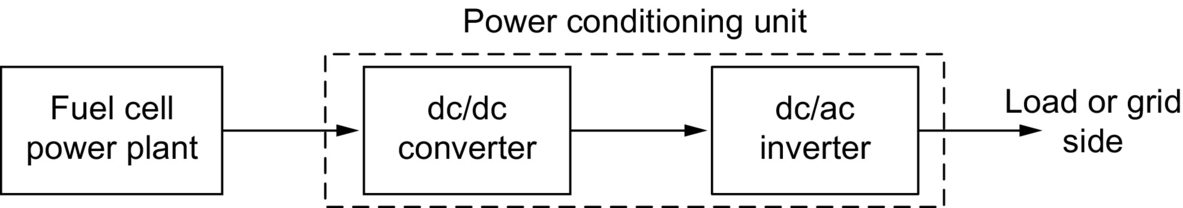 Power conditioning unit
Fuel cell
power plant
dc/dc
converter
dc/ac
inverter
Load or grid
side